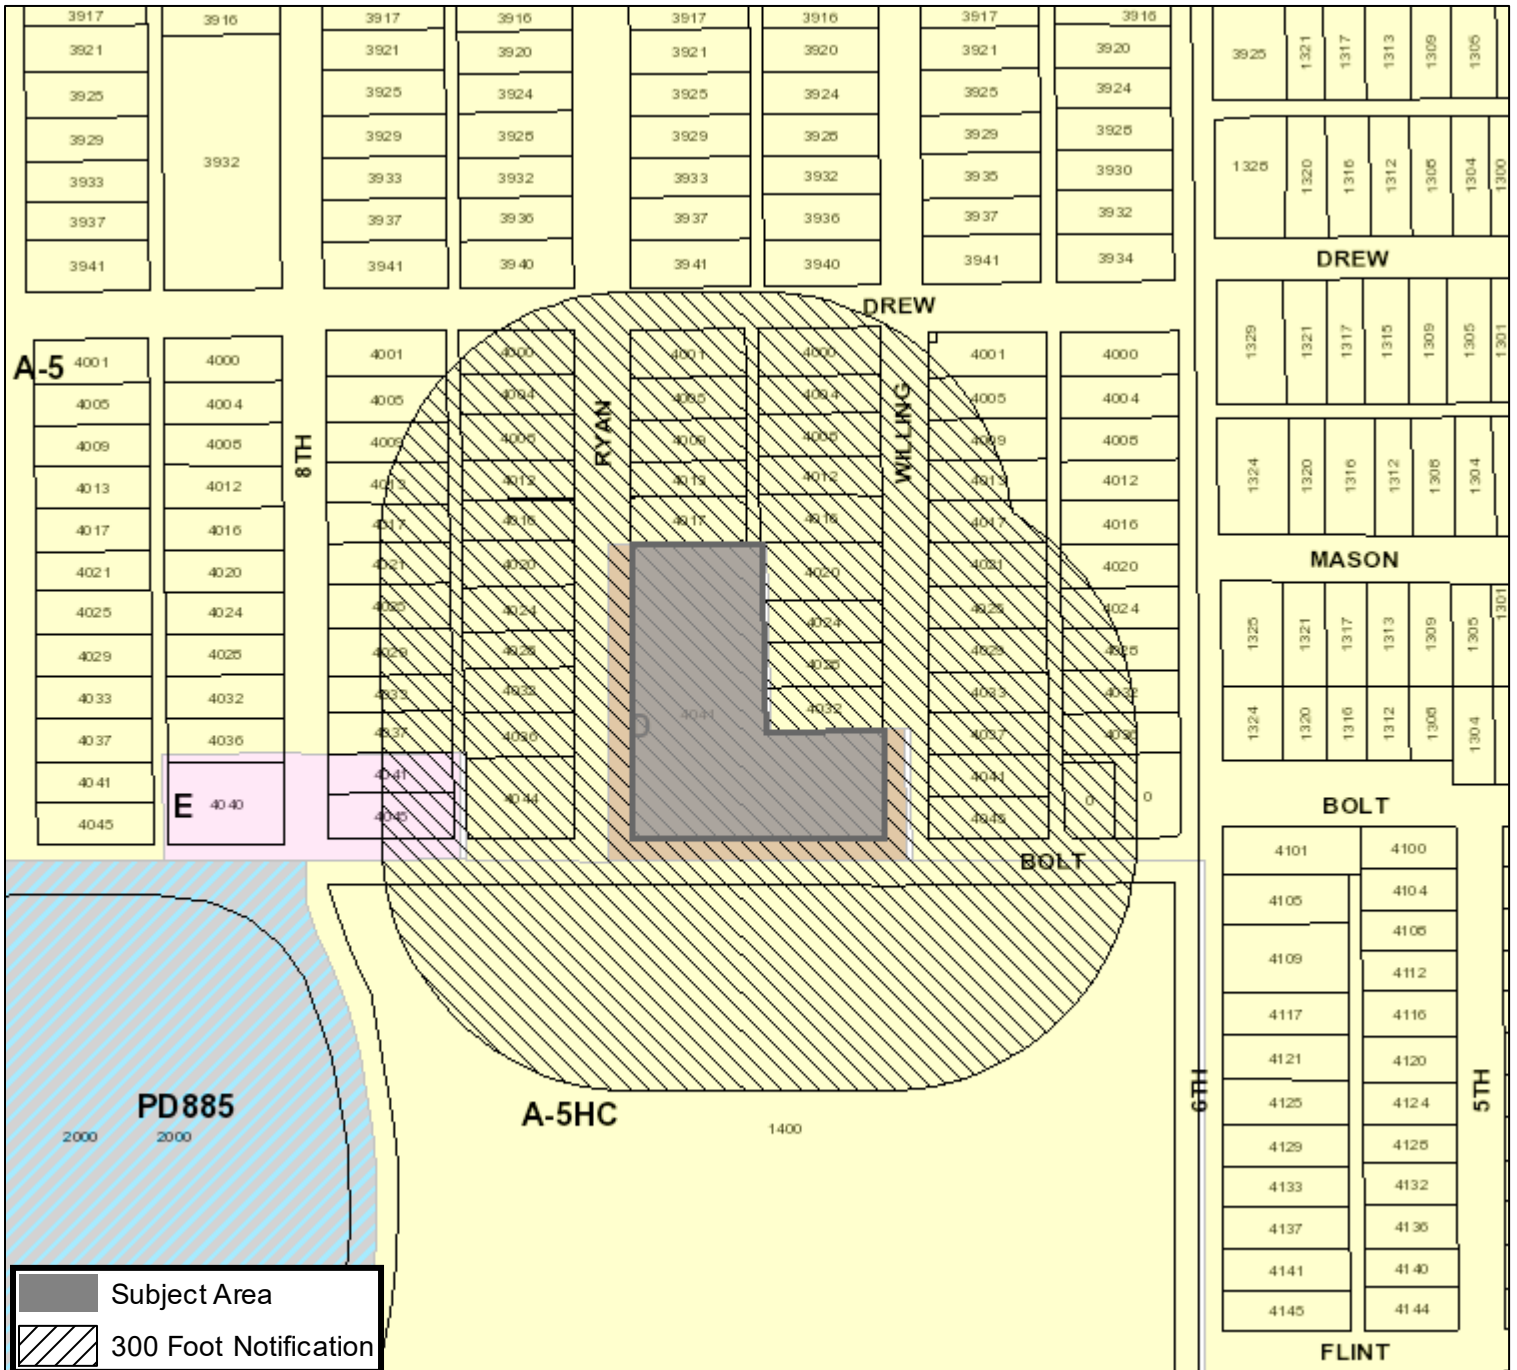 3917 3916 3917 3916 3917 3916 3917 3916
3921 3921 3920 3921 3920 3921 3920 3925 1321 1317 1313 1309 1305
3925 3925 3924 3925 3924 3925 3924
3929 3932 3929 3928 3929 3928 3929 3928
3933 3933 3932 3933 3932 3935 3930 1328 1320 1316 1312 1308 1304 1300
3937 3937 3936 3937 3936 3937 3932
3941 3941 3940 3941 3940 3941 3934 DREW
DREW
A-5 4001 4000 4001 4000 4001 4000 4001 4000 1329 1321 1317 1315 1309 1305 1301
4005 4004 4005 4004 4005 4004 4005 4004
8TH RYAN WILLING
4009 4008 4009 4008 4009 4008 4009 4008
4013 4012 4013 4012 4013 4012 4013 4012 1324 1320 1316 1312 1308 1304
4017 4016 4017 4016 4017 4016 4017 4016
4021 4020 4021 4020 4020 4021 4020 MASON
4025 4024 4025 4024 4024 4025 4024 1325 1321 1317 1313 1309 1305 1301
4029 4028 4029 4028 4028 4029 4028
4033 4032 4033 4032 4032 4033 4032
4037 4036 4037 4036 D 4041 4037 4036 1324 1320 1316 1312 1308 1304
4041 4041 4041
E 4040 4044 0 0 BOLT
4045 4045 4045
BOLT 4101 4100
4105 4104
4109 4108
4112
4117 4116
4121 4120
6TH 5TH
PD885 4125 4124
A-5HC
2000 2000 1400 4129 4128
4133 4132
4137 4136
4141 4140
4145 4144
FLINT
Subject Area
300 Foot Notification